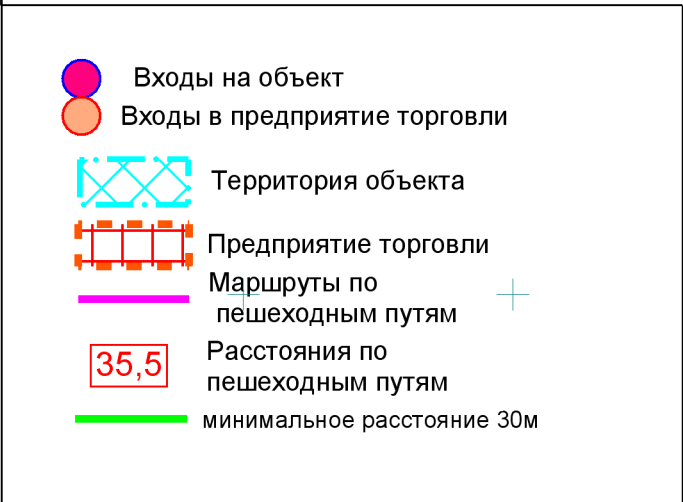 Входы на объект
Входы в предприятие торговли
Территория объекта
Предприятие торговли
Маршруты по
пешеходным путям
35,5
Расстояния по
пешеходным путям
минимальное расстояние 30м